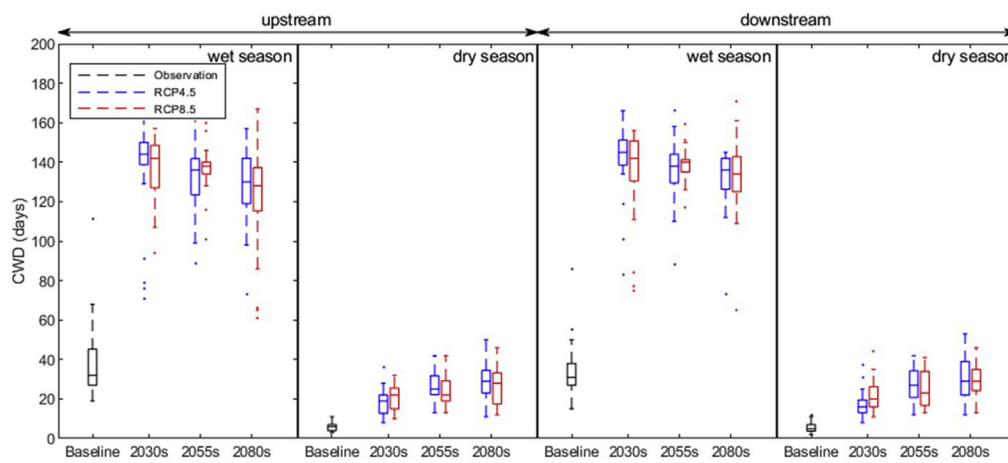 upstream downstream
200
180
160
140
120
100
80
60
40
20
0
CWD (days)
wet season dry season wet season dry season
Observation
RCP4.5
RCP8.5
Baseline 2030s 2055s 2080s Baseline 2030s 2055s 2080s Baseline 2030s 2055s 2080s Baseline 2030s 2055s 2080s